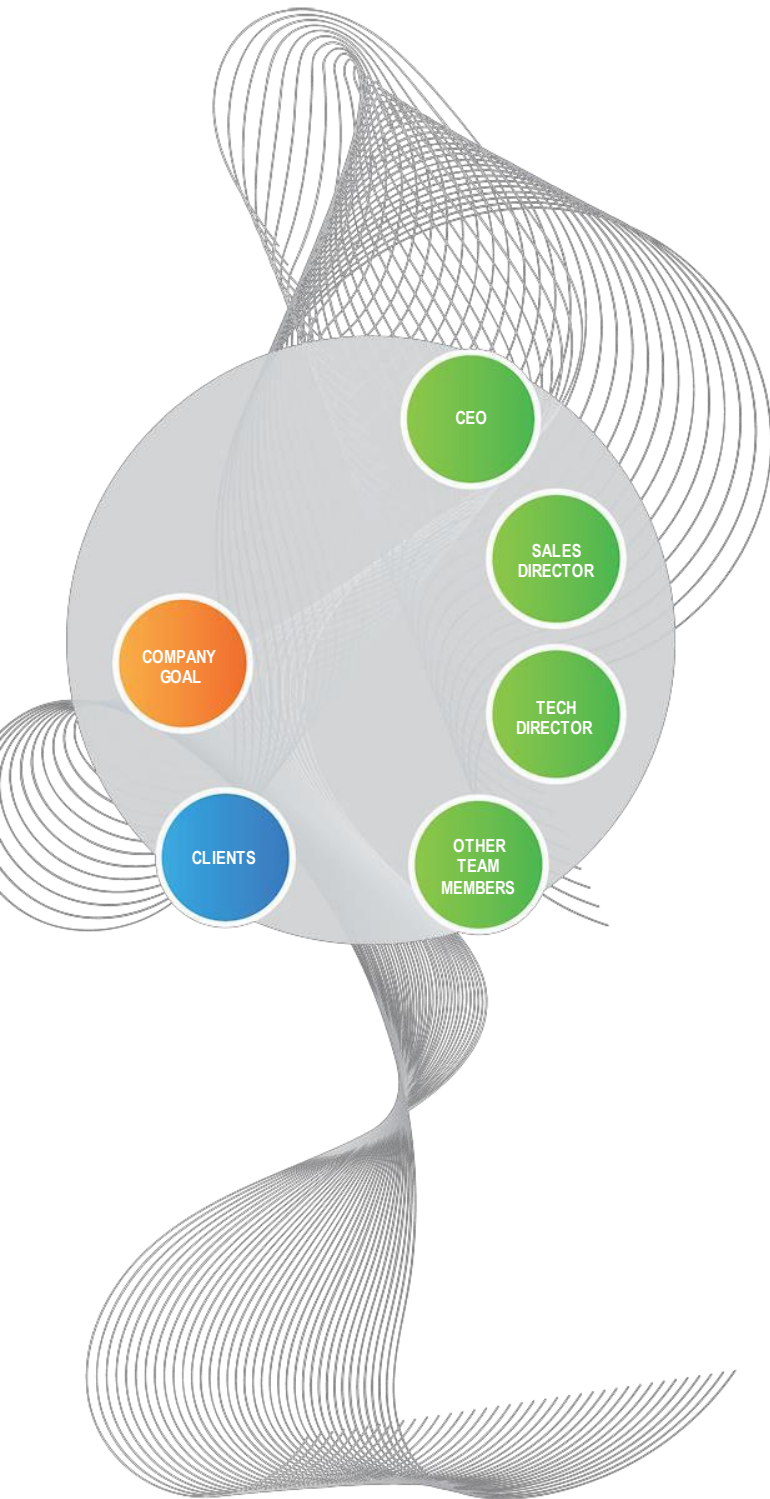 CEO
SALES
DIRECTOR
COMPANY
GOAL
TECH
DIRECTOR
CLIENTS
OTHER
TEAM
MEMBERS